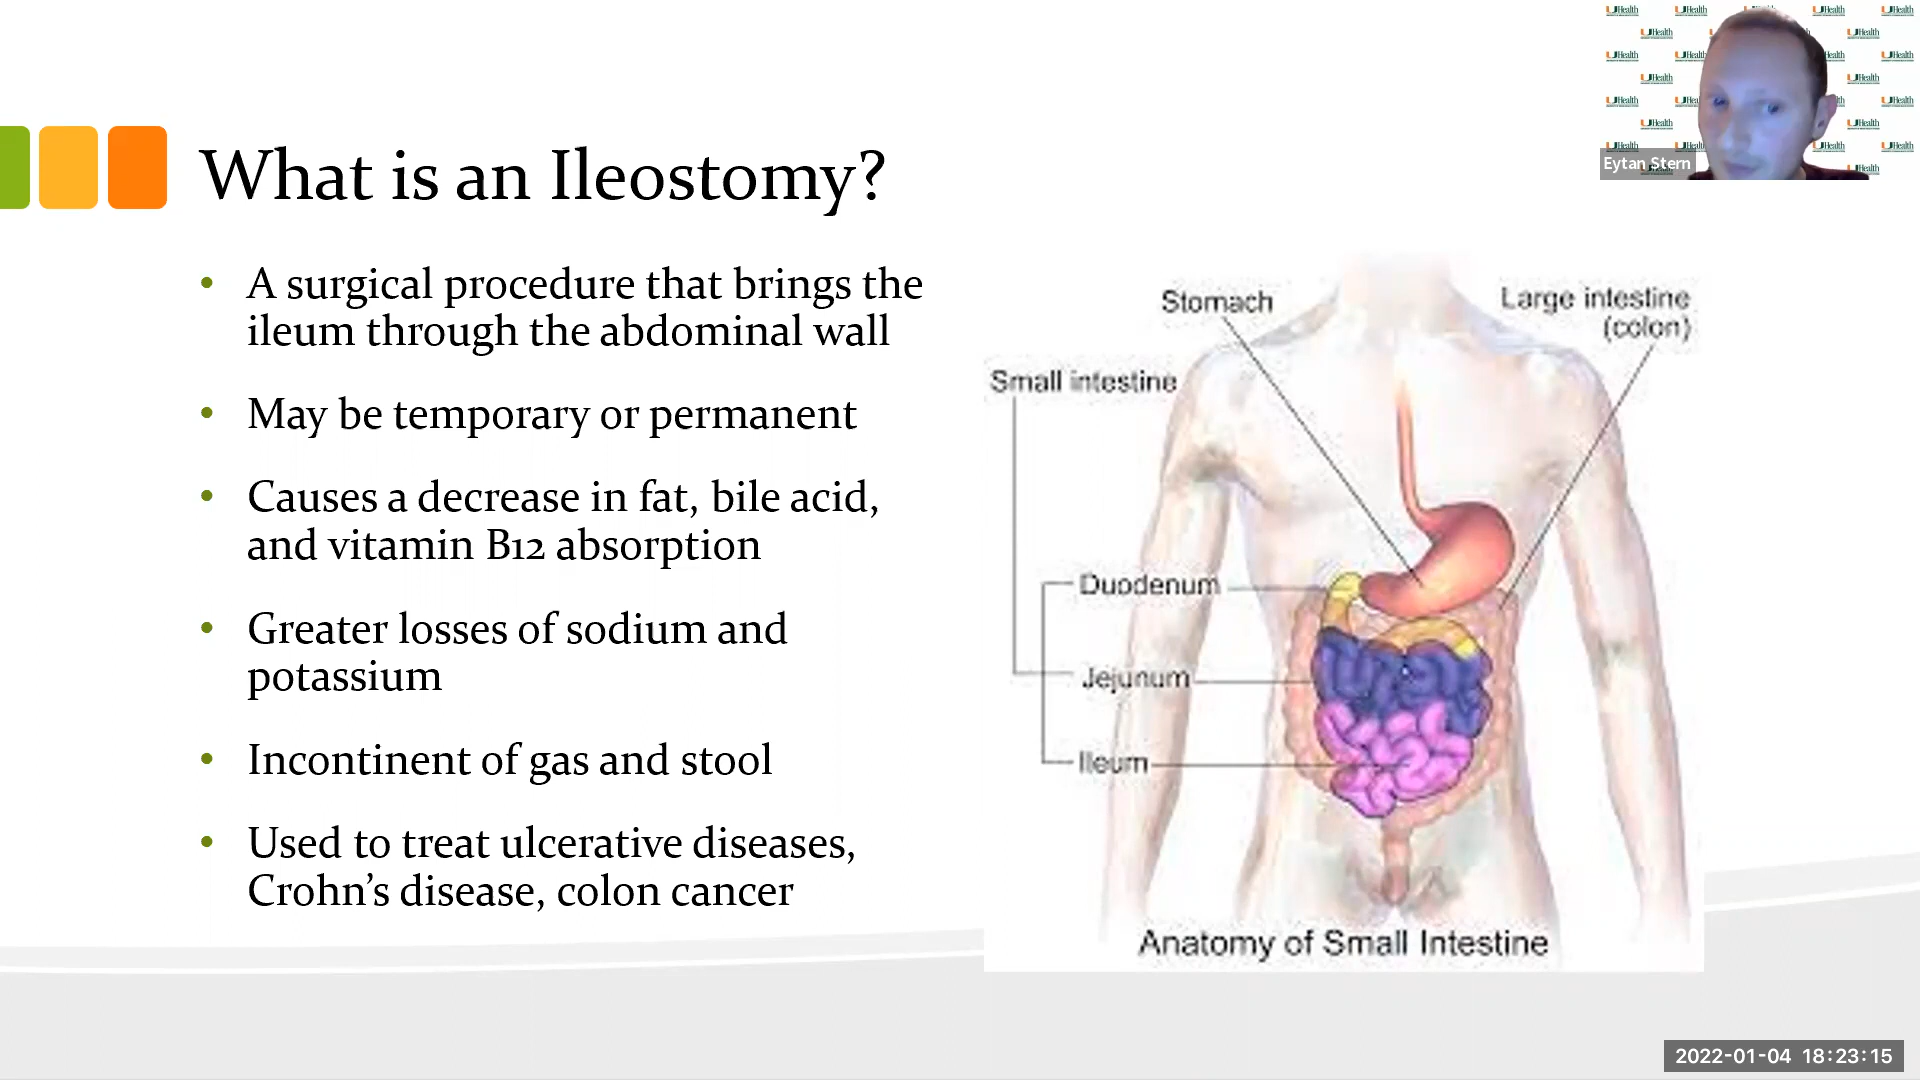 What is an Ileostomy?
• A surgical procedure that brings the
ileum through the abdominal wall
• May be temporary or permanent
• Causes a decrease in fat, bile acid,
and vitamin B12 absorption
• Greater losses of sodium and
potassium
• Incontinent of gas and stool
• Used to treat ulcerative diseases,
Crohn’s disease, colon cancer
Stomach
Large intestine
(colon)
Small intestine
Duodenum
Jejunum
Ileum
Anatomy of Small Intestine
UHealth
Eytan Stern
2022-01-04 18:23:15